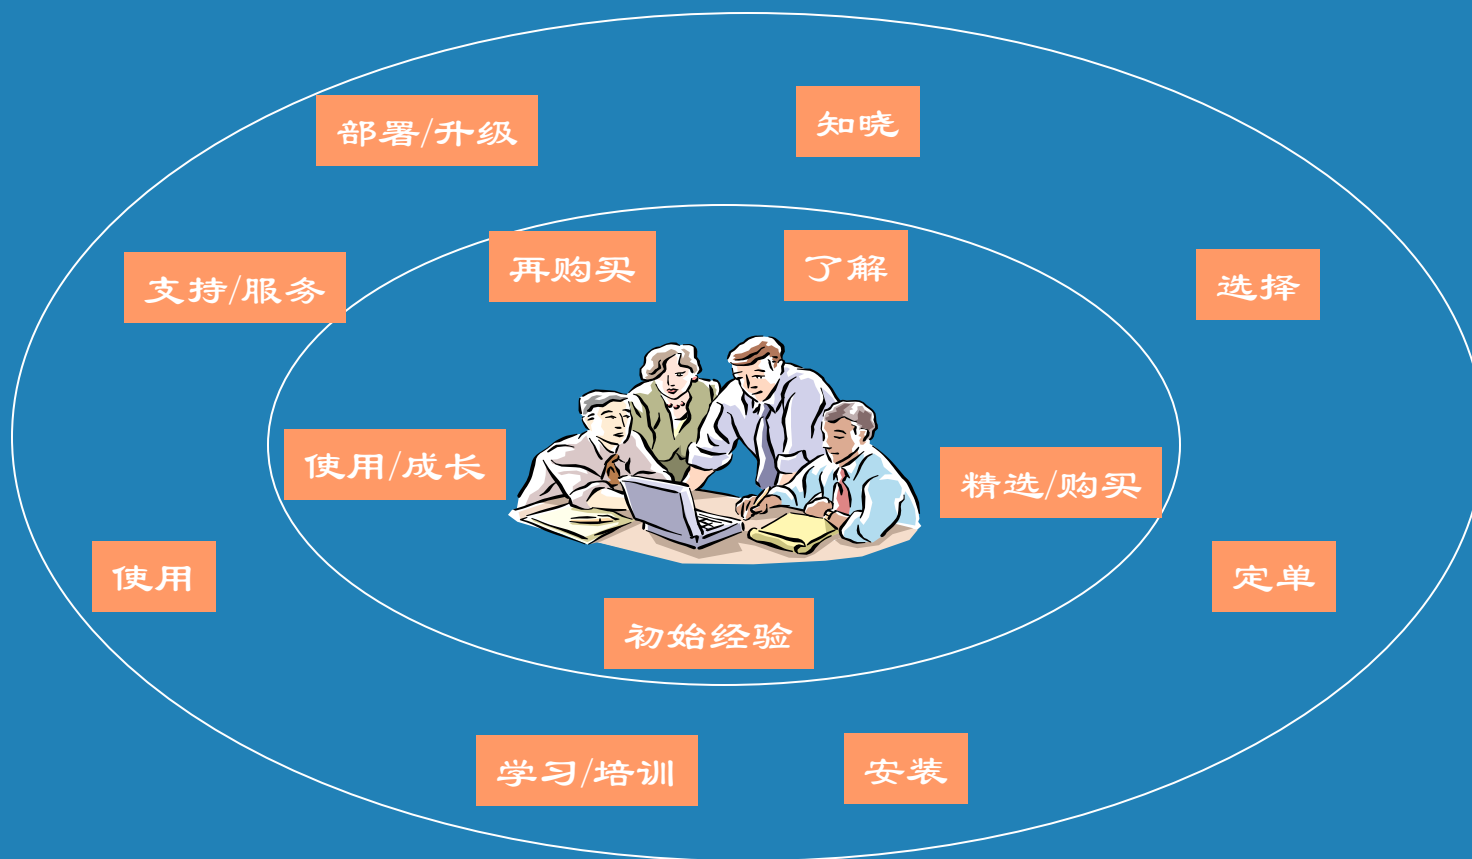 部署/升级
知晓
再购买
了解
支持/服务
选择
使用/成长
精选/购买
使用
定单
初始经验
学习/培训
安装